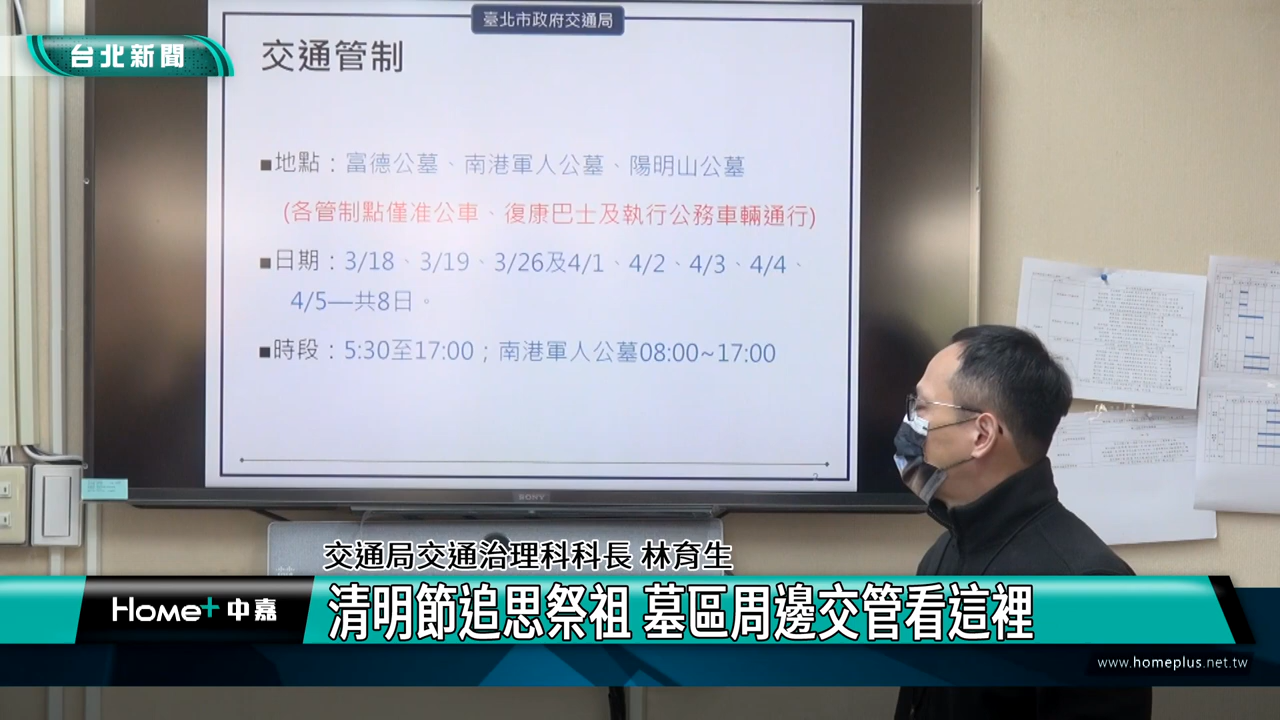 臺北市政府交通局
台北新聞
交通管制
■地點：富德公墓、南港軍人公墓、陽明山公墓
(各管制點僅准公車、復康巴士及執行公務車輛通行)
■日期：3/18、3/19、3/26及4/1、4/2、4/3、4/4、
4/5—共8日。
■時段：5:30至17:00；南港軍人公墓08:00~17:00
SONY
交通局交通治理科科長 林育生
Home+中嘉
清明節追思祭祖 墓區周邊交管看這裡
www.homeplus.net.tw